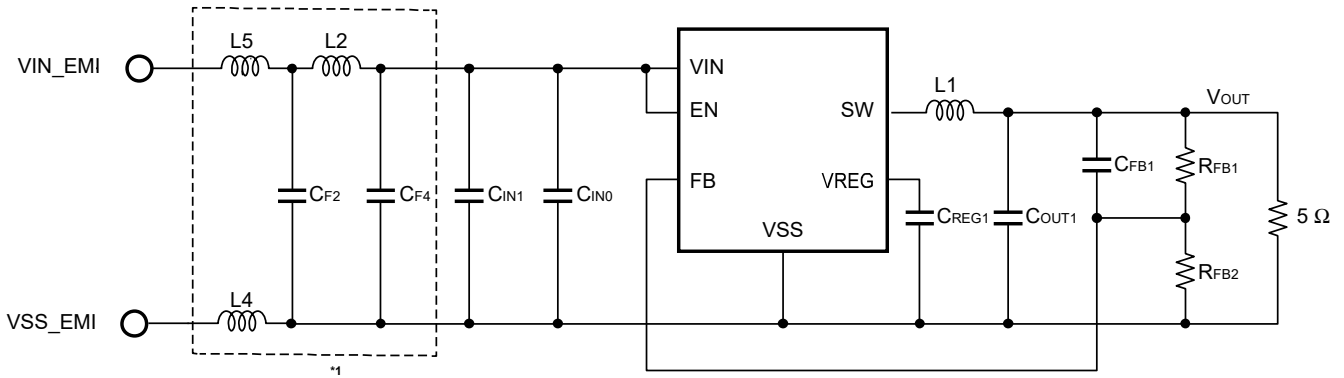 L5
L2
VIN_EMI
VIN
L1
VOUT
EN
SW
CFB1
RFB1
CF2
CF4
CIN1
CIN0
FB
VREG
CREG1
COUT1
5 Ω
VSS
RFB2
L4
VSS_EMI
*1